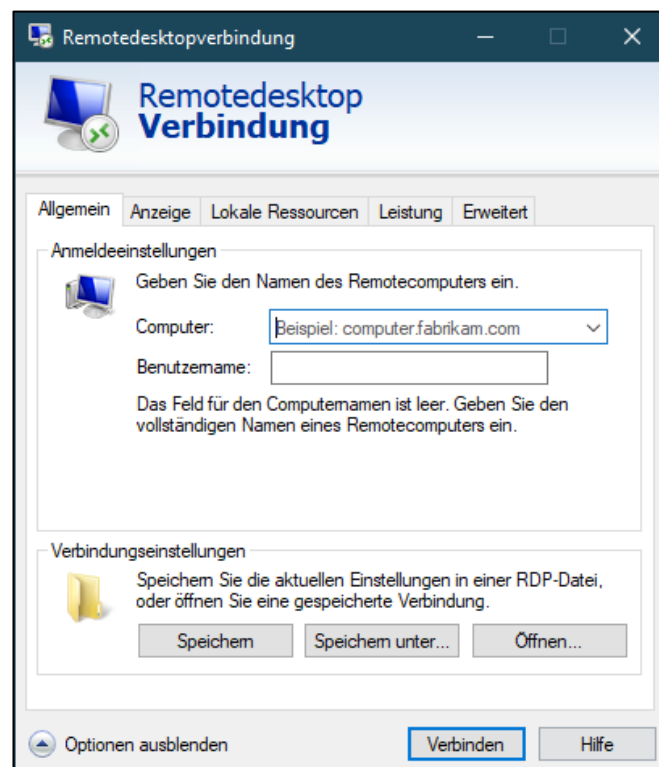 Remotedesktopverbindung
Remotedesktop
Verbindung
Allgemein Anzeige Lokale Ressourcen Leistung Erweitert
Anmeldeeinstellungen
Geben Sie den Namen des Remotecomputers ein.
Computer: Beispiel: computer.fabrikam.com
Benutzername:
Das Feld für den Computernamen ist leer. Geben Sie den
vollständigen Namen eines Remotecomputers ein.
Verbindungseinstellungen
Speichern Sie die aktuellen Einstellungen in einer RDP-Datei,
oder öffnen Sie eine gespeicherte Verbindung.
Speichern Speichern unter... Öffnen...
Optionen ausblenden Verbinden Hilfe